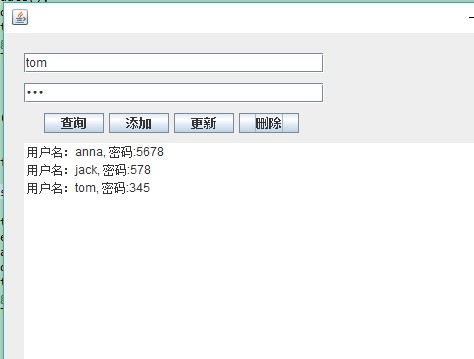 tom
•••
查询 添加 更新 删除
用户名：anna, 密码:5678
用户名：jack, 密码:578
用户名：tom, 密码:345